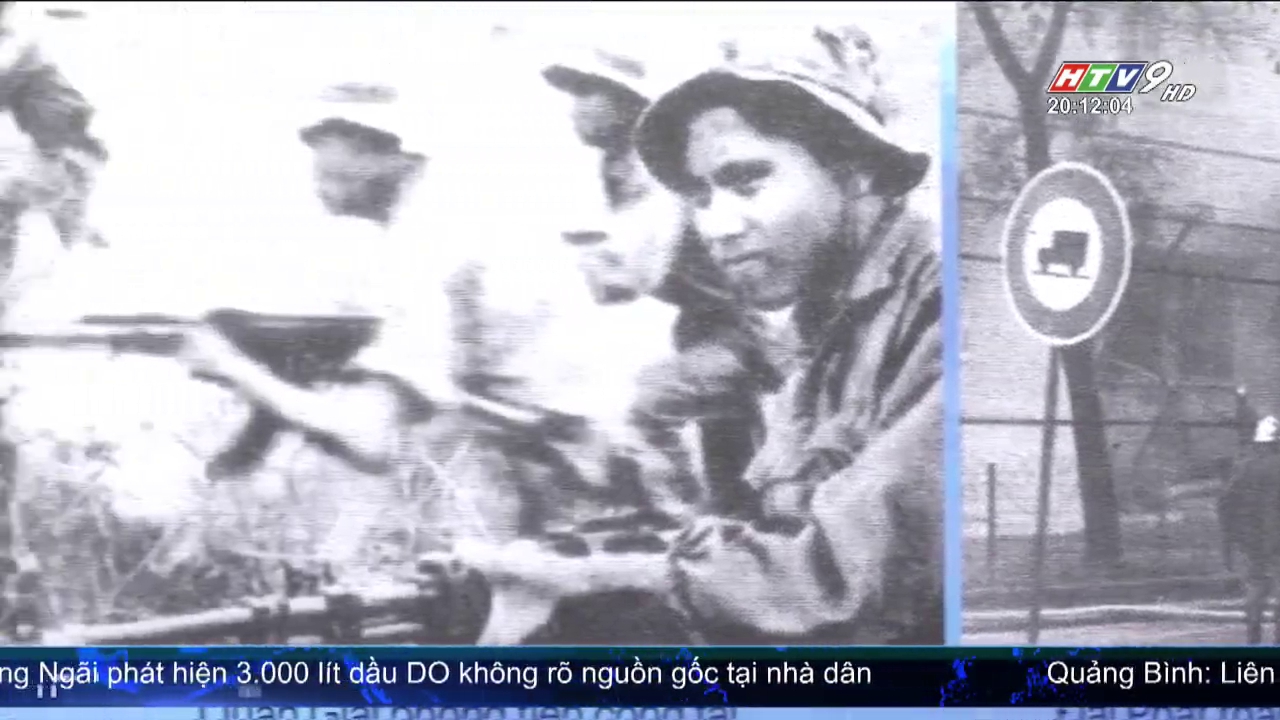 HTV9 HD
20:12:04
ng Ngãi phát hiện 3.000 lít dầu DO không rõ nguồn gốc tại nhà dân Quảng Bình: Liên